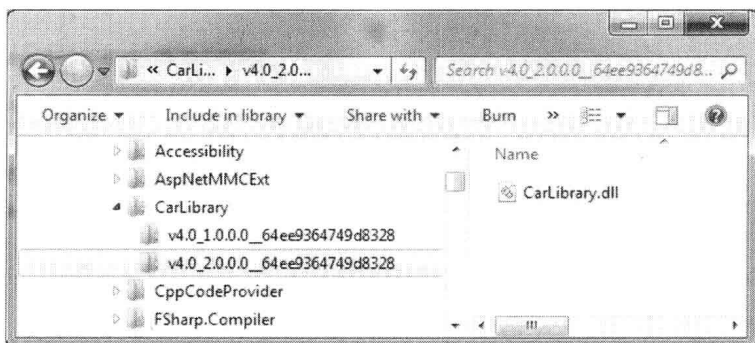 « CarLi... ▸ v4.0_2.0... Search v4.0_2.0.0.0__64ee9364749d8...
Organize ▾ Include in library ▾ Share with ▾ Burn »
Accessibility
AspNetMMCExt
CarLibrary
v4.0_1.0.0.0__64ee9364749d8328
v4.0_2.0.0.0__64ee9364749d8328
CppCodeProvider
FSharp.Compiler
Name
CarLibrary.dll